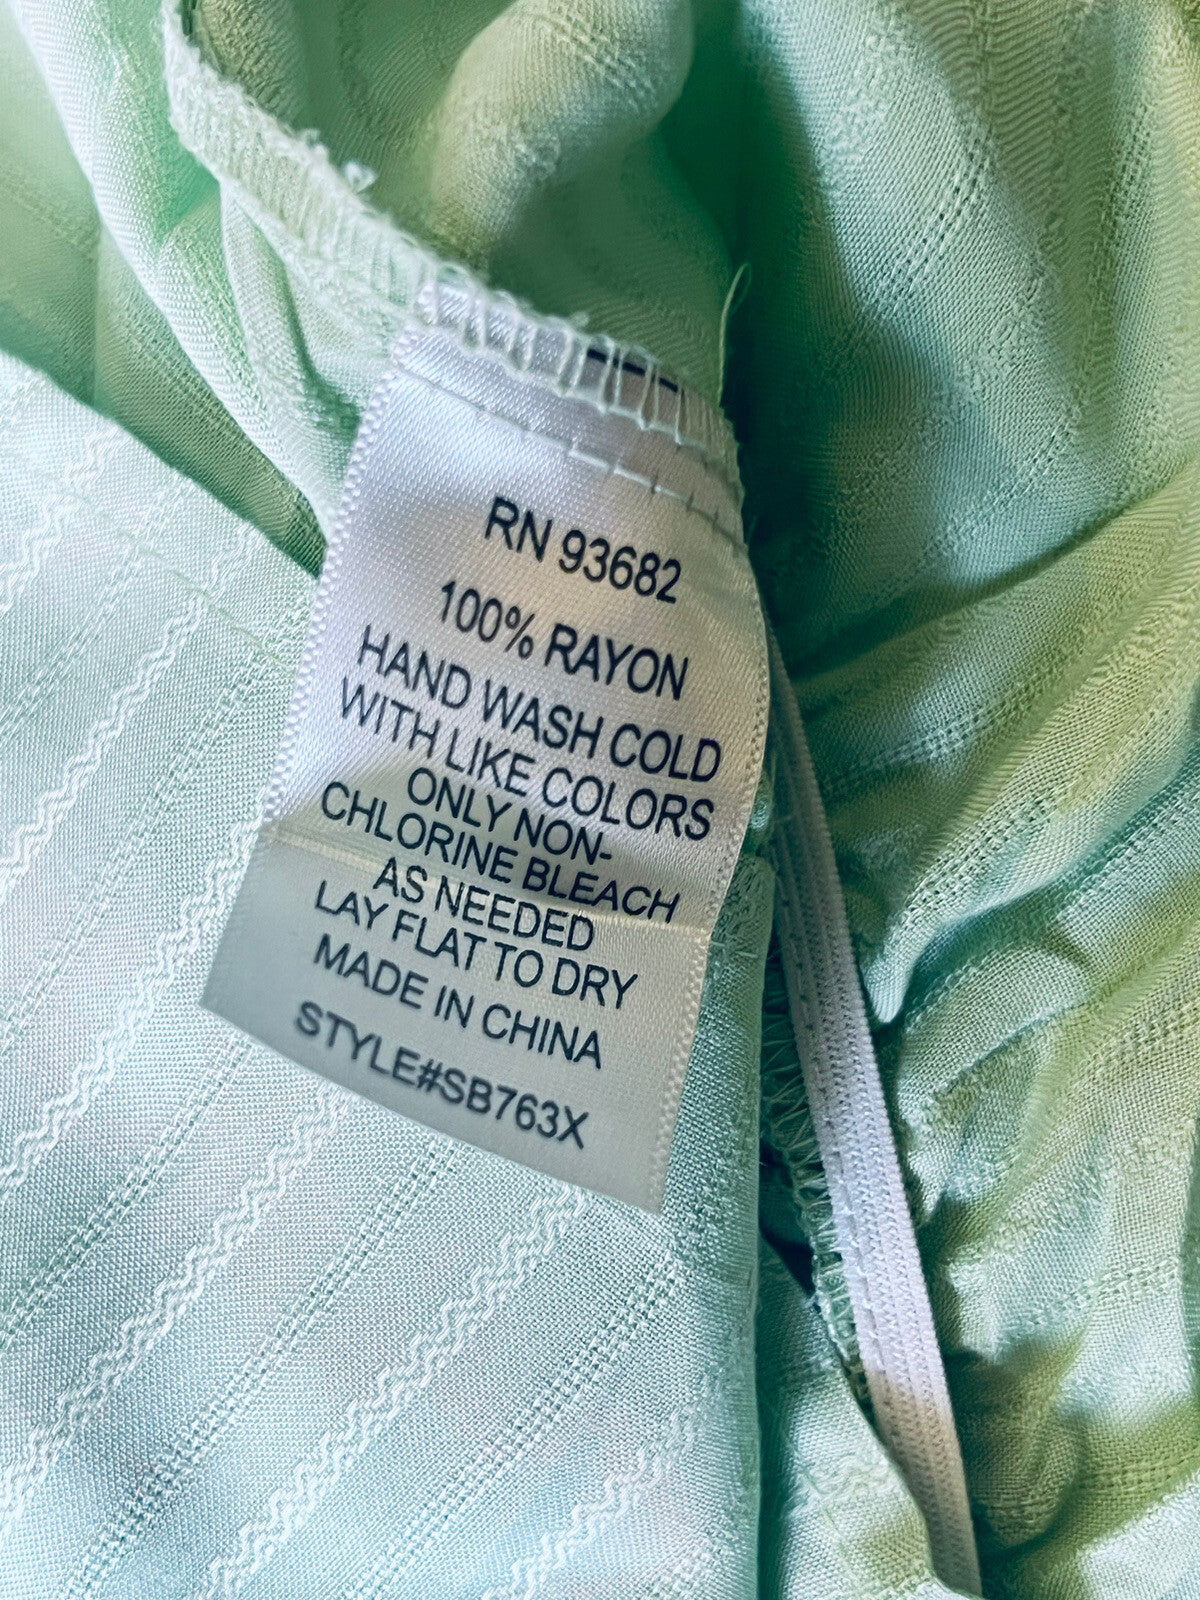 RN 93682
100% RAYON
HAND WASH COLD
WITH LIKE COLORS
ONLY NON-
CHLORINE BLEACH
AS NEEDED
LAY FLAT TO DRY
MADE IN CHINA
STYLE#SB763X